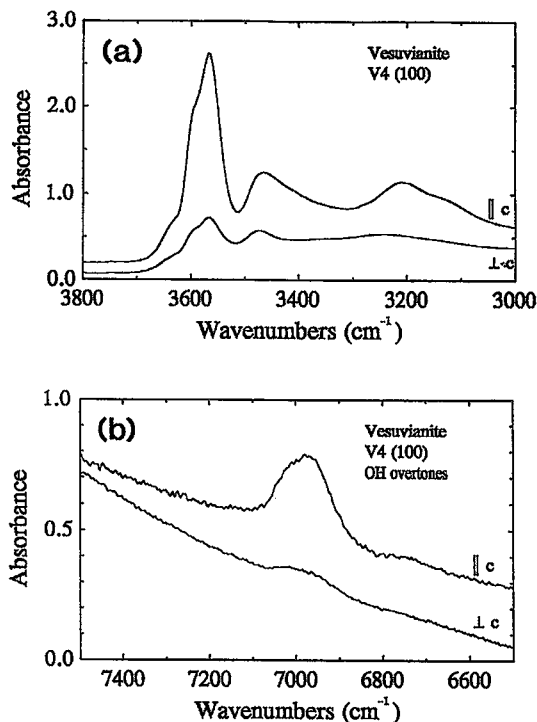 (a)
Vesuvianite
V4 (100)
3.0
2.0
1.0
0.0
Absorbance
∥ c
⊥ c
3800 3600 3400 3200 3000
Wavenumbers (cm⁻¹)
(b)
Vesuvianite
V4 (100)
OH overtones
1.0
0.5
0.0
Absorbance
∥ c
⊥ c
7400 7200 7000 6800 6600
Wavenumbers (cm⁻¹)